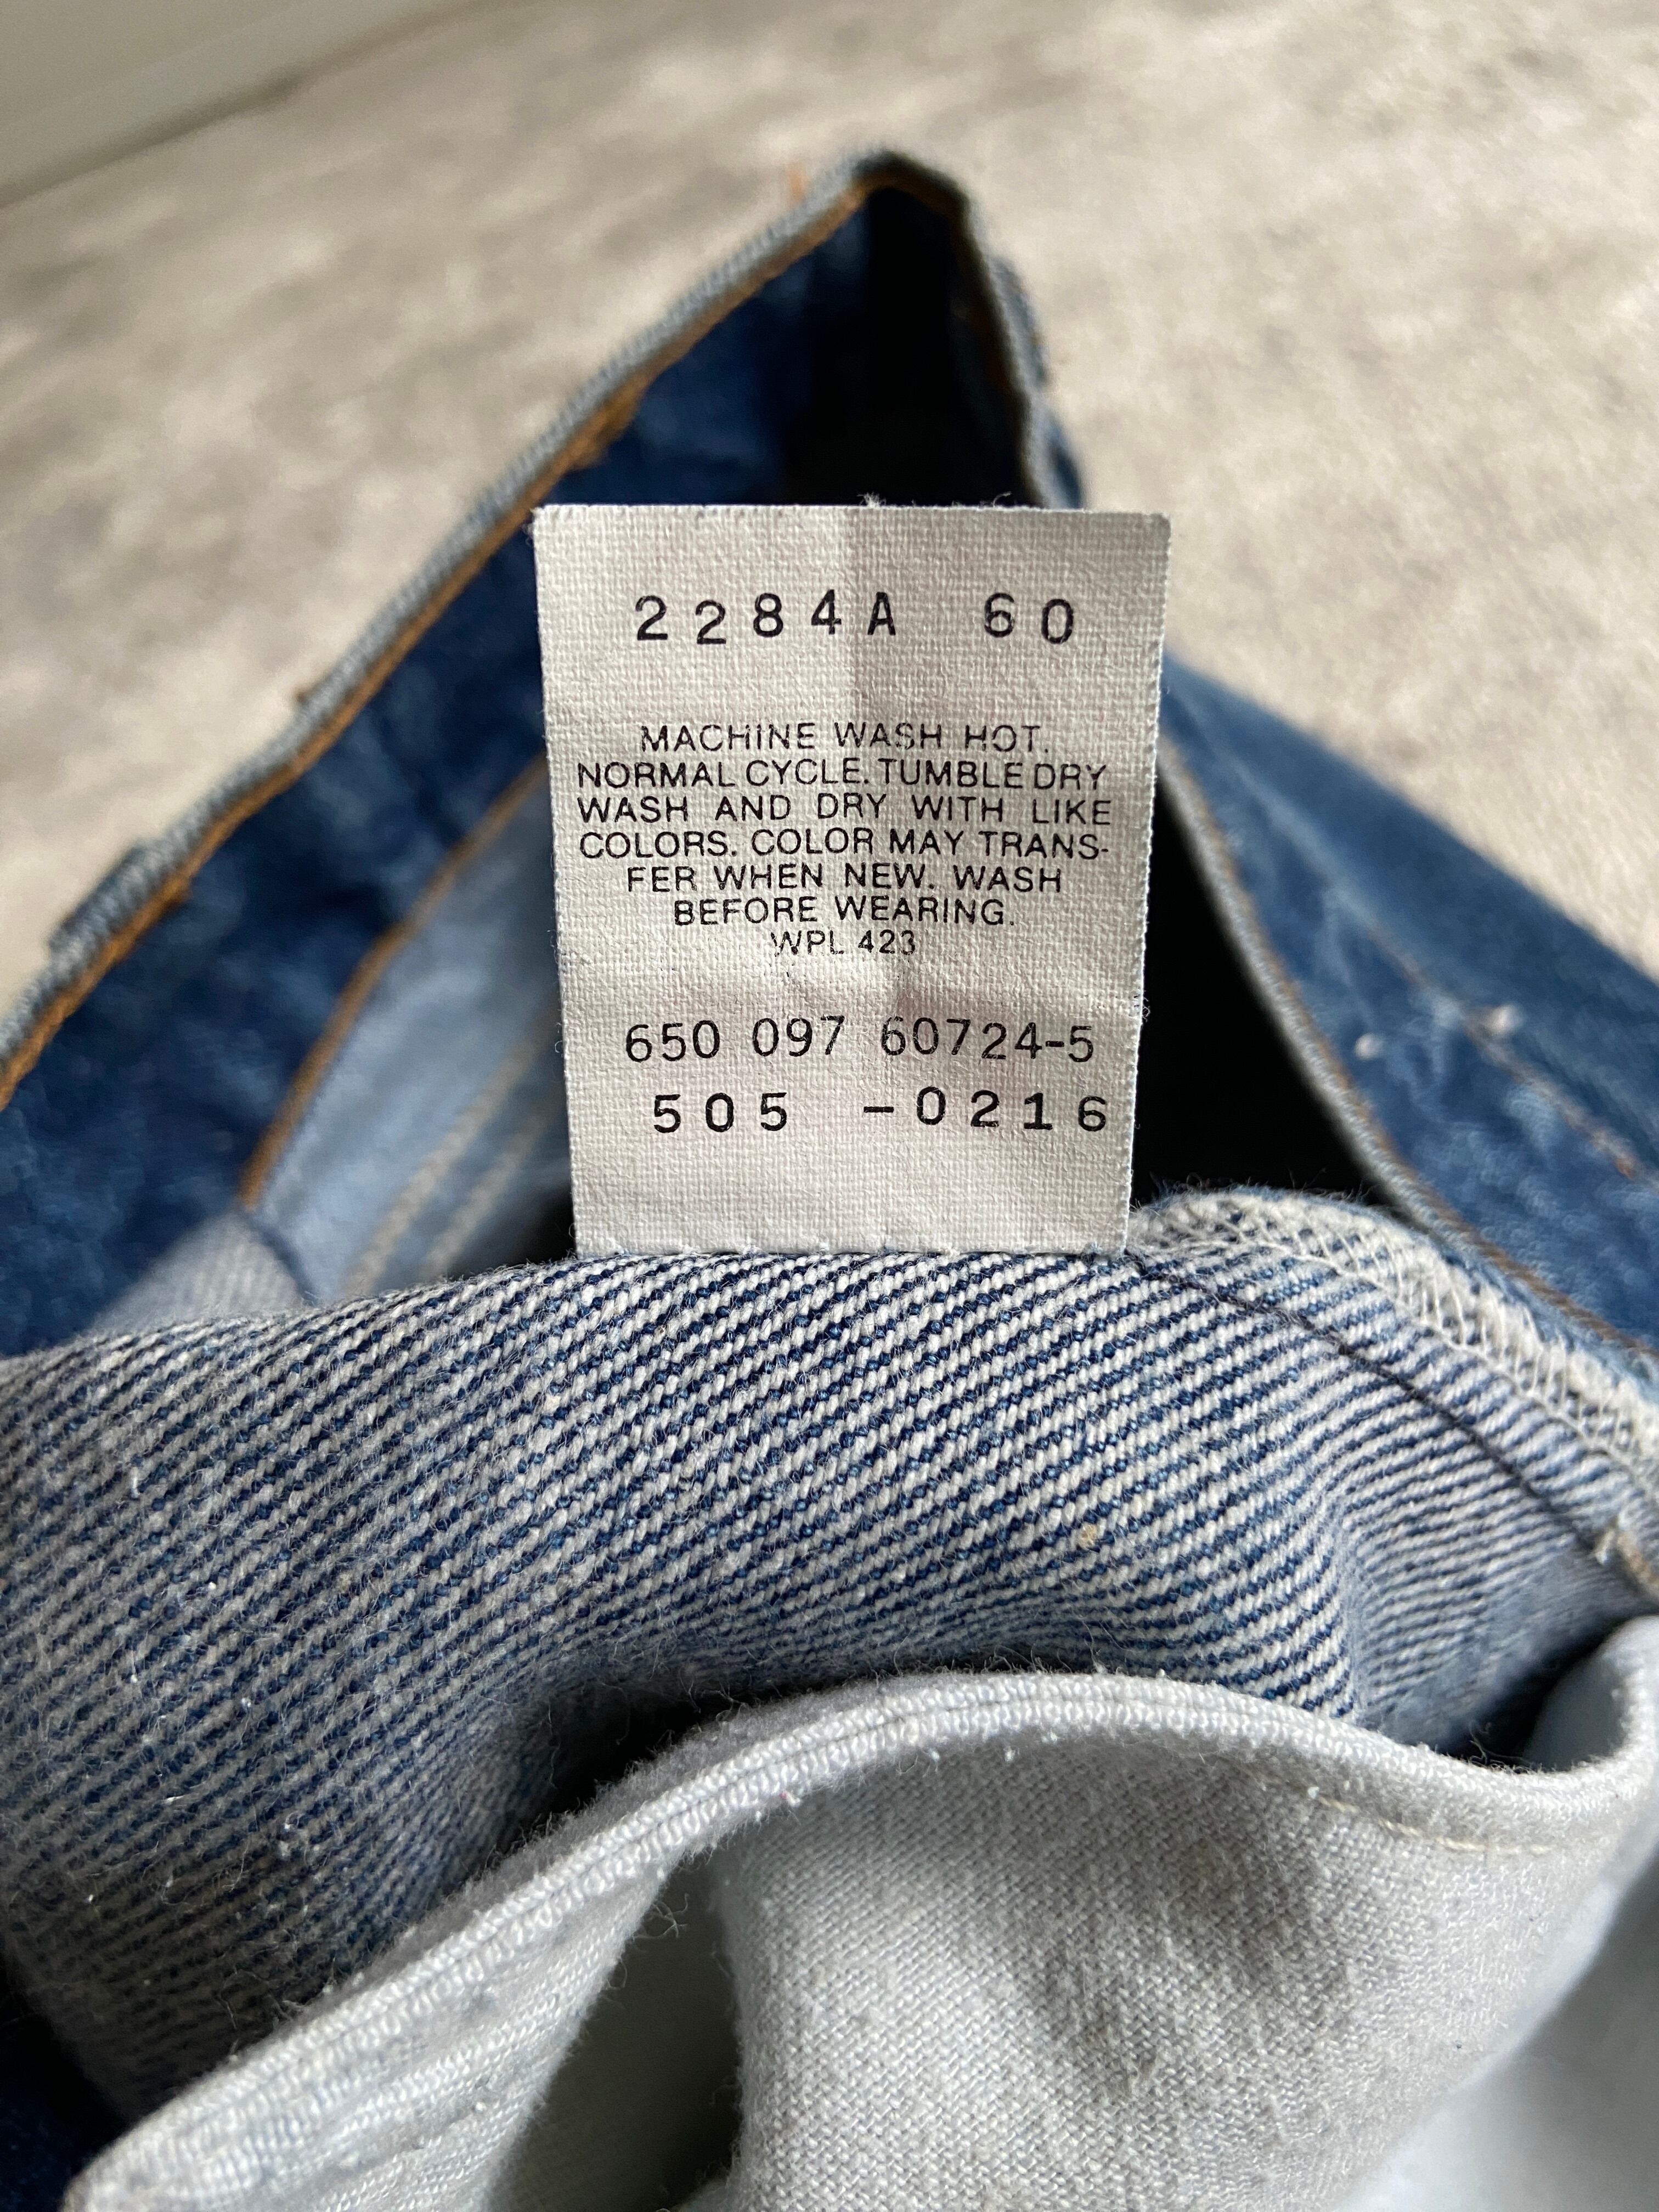 2284A 60
MACHINE WASH HOT.
NORMAL CYCLE. TUMBLE DRY
WASH AND DRY WITH LIKE
COLORS. COLOR MAY TRANS-
FER WHEN NEW. WASH
BEFORE WEARING.
WPL 423
650 097 60724-5
505 -0216